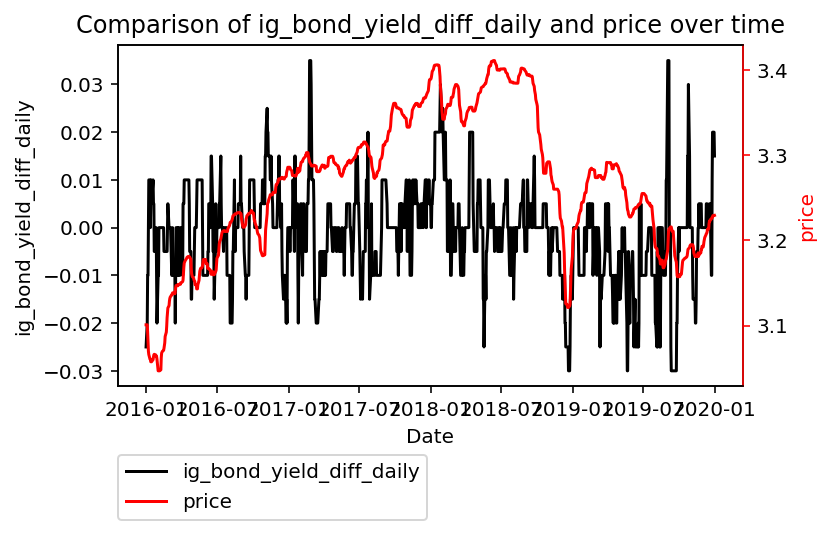 Comparison of ig_bond_yield_diff_daily and price over time
0.03
0.02
0.01
0.00
−0.01
−0.02
−0.03
ig_bond_yield_diff_daily
3.4
3.3
3.2
3.1
price
2016-01 2016-07 2017-01 2017-07 2018-01 2018-07 2019-01 2019-07 2020-01
Date
ig_bond_yield_diff_daily
price